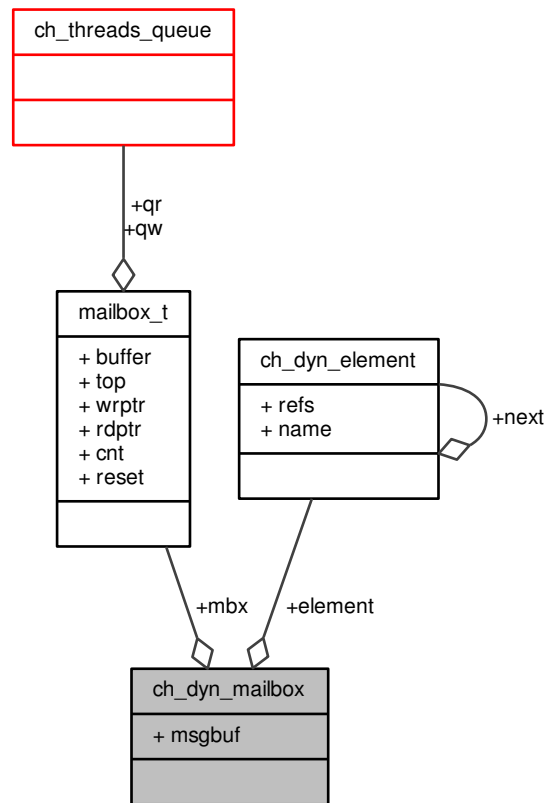 ch_threads_queue
+qr
+qw
mailbox_t
+ buffer
+ top
+ wrptr
+ rdptr
+ cnt
+ reset
ch_dyn_element
+ refs
+ name
+next
+mbx
+element
ch_dyn_mailbox
+ msgbuf